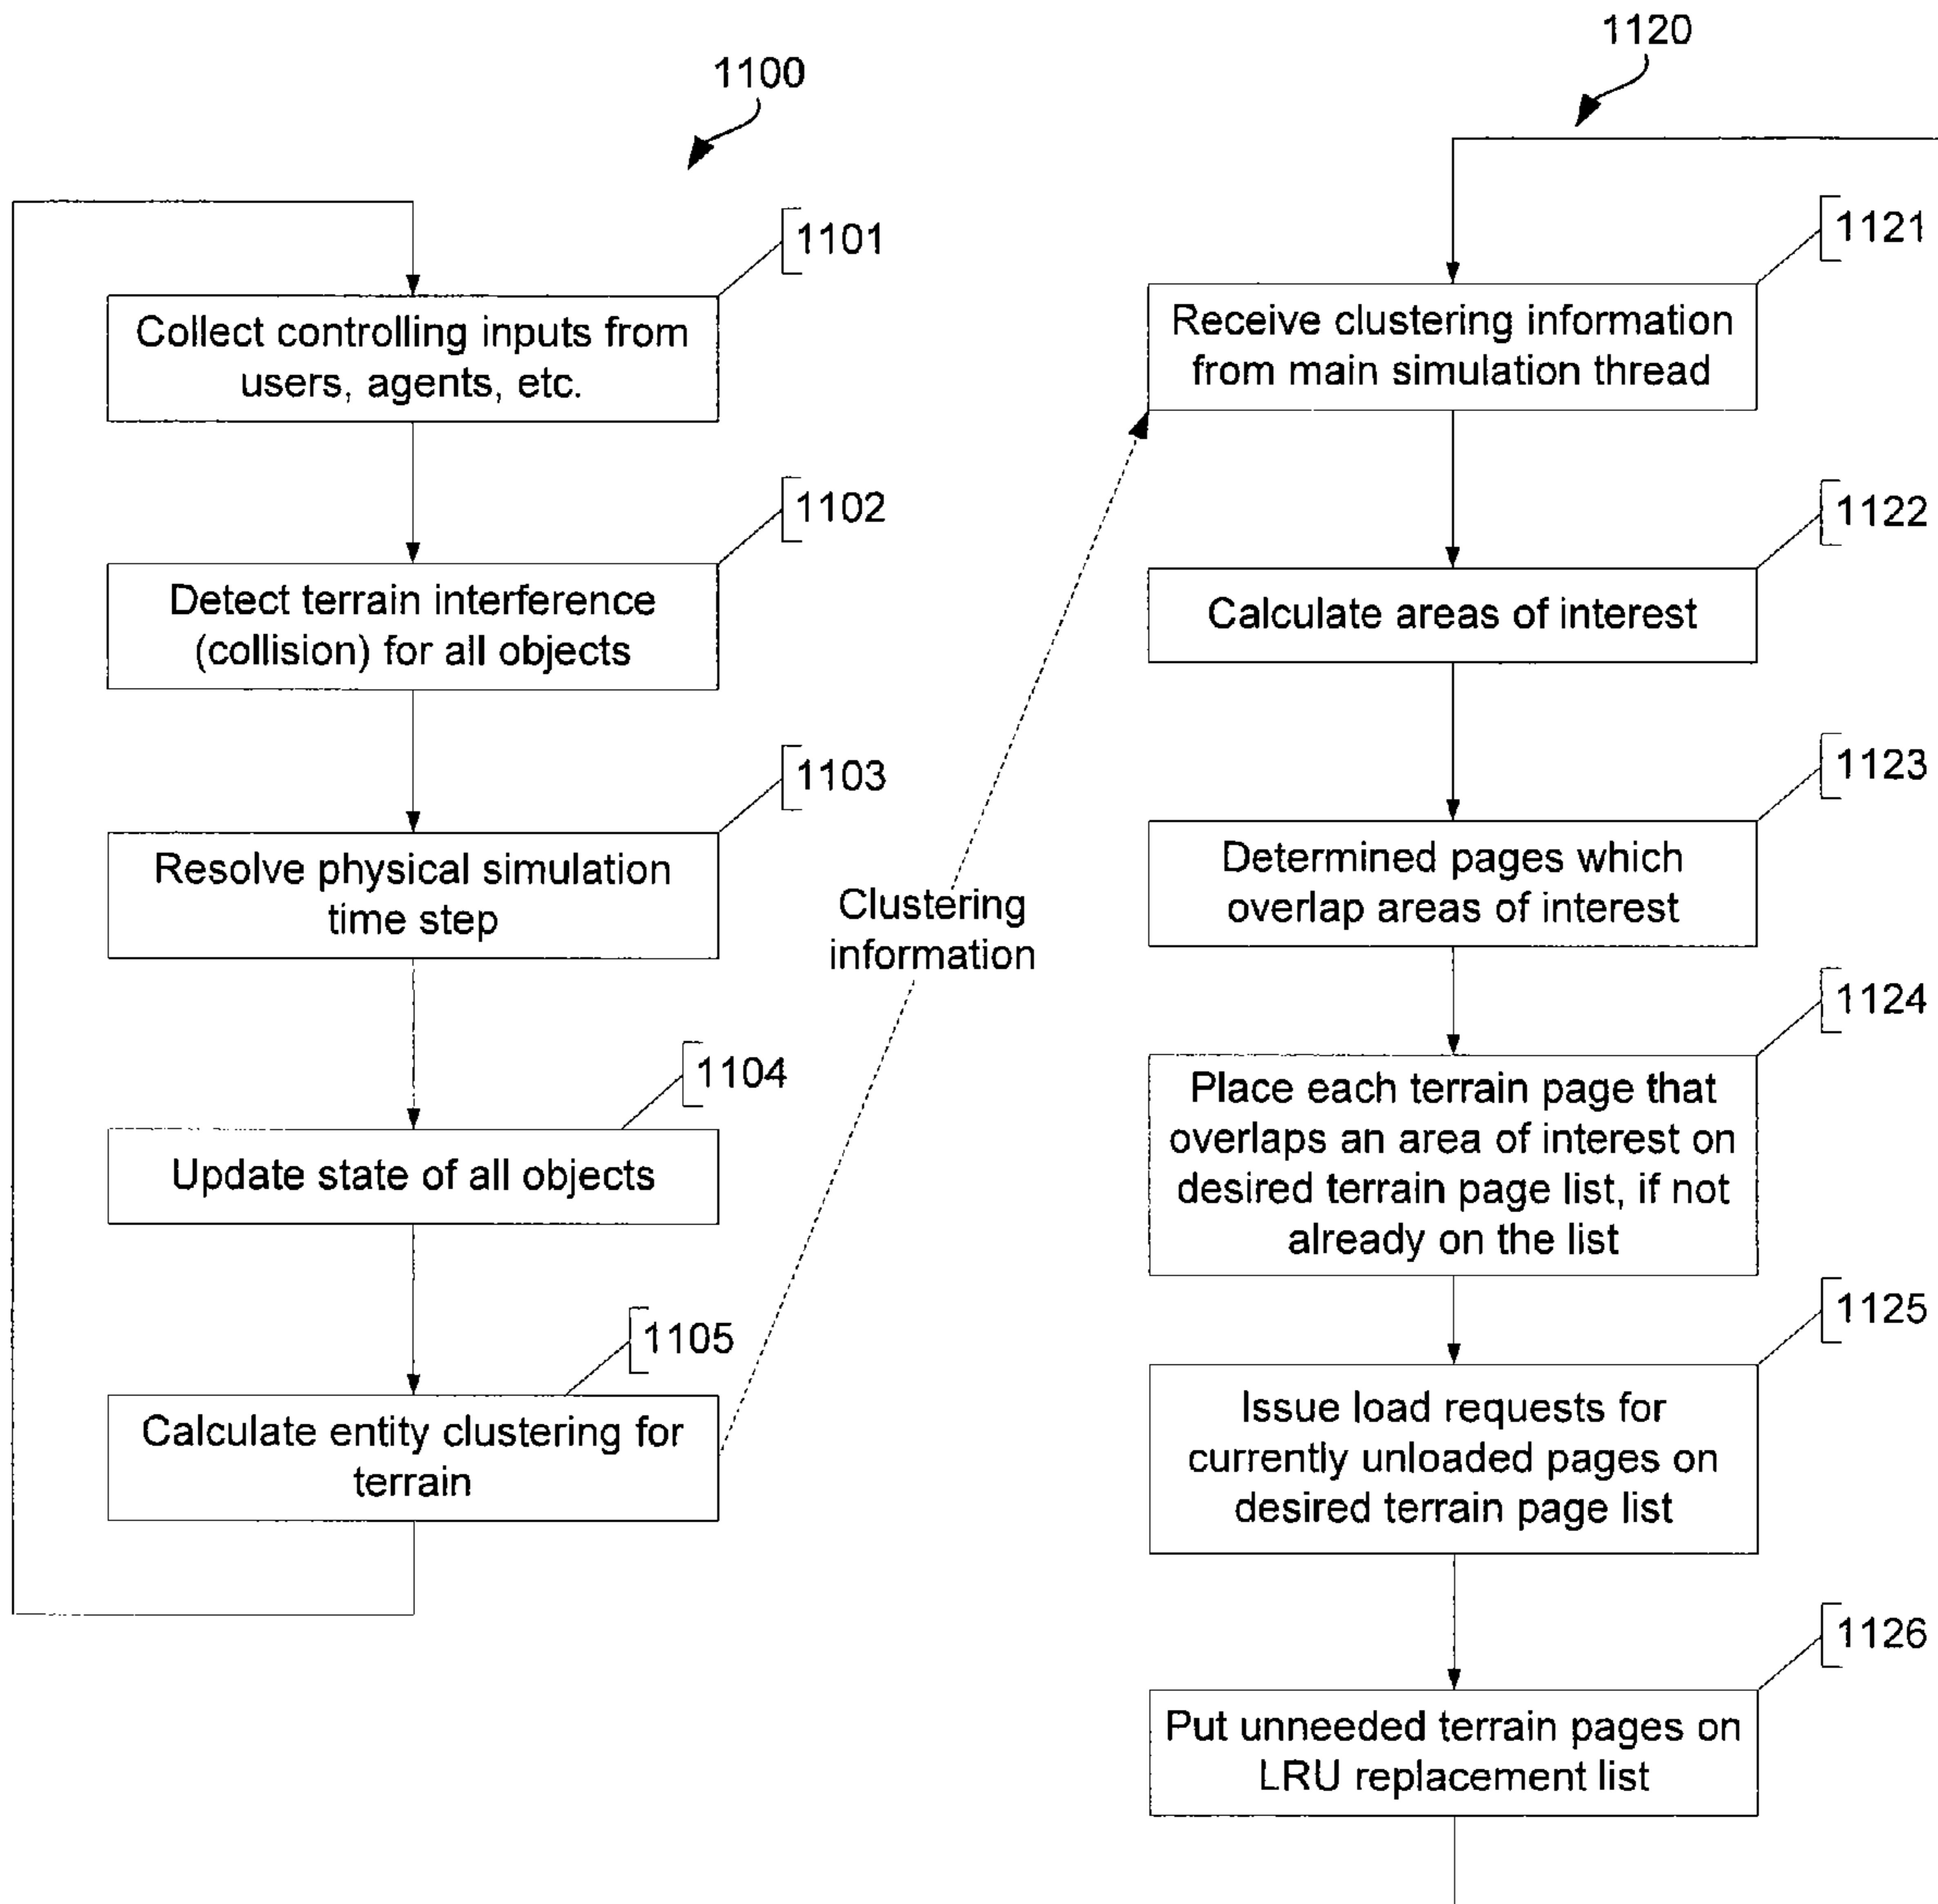 1100
1101
Collect controlling inputs from
users, agents, etc.
1102
Detect terrain interference
(collision) for all objects
1103
Resolve physical simulation
time step
1104
Update state of all objects
1105
Calculate entity clustering for
terrain
Clustering
information
1120
1121
Receive clustering information
from main simulation thread
1122
Calculate areas of interest
1123
Determined pages which
overlap areas of interest
1124
Place each terrain page that
overlaps an area of interest on
desired terrain page list, if not
already on the list
1125
Issue load requests for
currently unloaded pages on
desired terrain page list
1126
Put unneeded terrain pages on
LRU replacement list